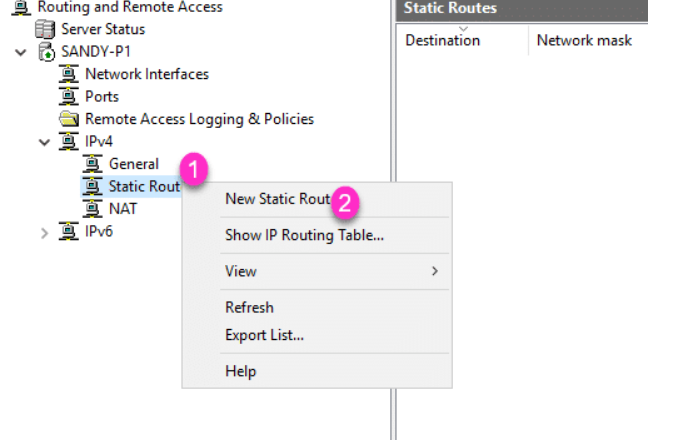 Routing and Remote Access
Server Status
SANDY-P1
Network Interfaces
Ports
Remote Access Logging & Policies
IPv4
General
1
Static Rout
NAT
IPv6
New Static Rout
2
Show IP Routing Table...
View
Refresh
Export List...
Help
Static Routes
Destination
Network mask